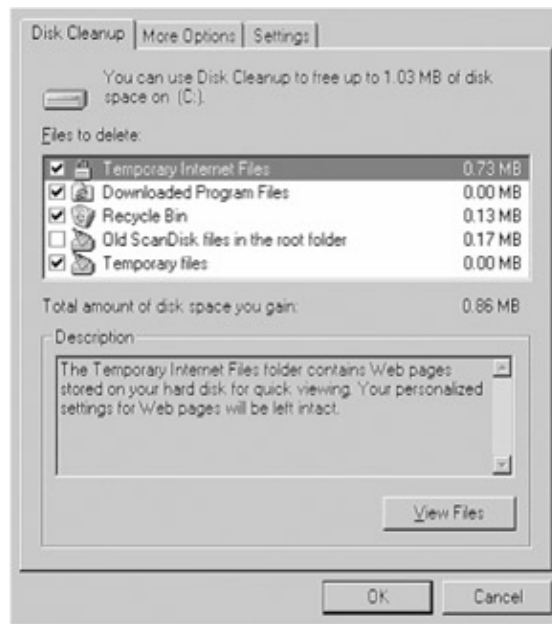 Disk Cleanup More Options Settings
You can use Disk Cleanup to free up to 1.03 MB of disk
space on (C:).
Files to delete:
Temporary Internet Files 0.73 MB
Downloaded Program Files 0.00 MB
Recycle Bin 0.13 MB
Old ScanDisk files in the root folder 0.17 MB
Temporary files 0.00 MB
Total amount of disk space you gain: 0.86 MB
Description
The Temporary Internet Files folder contains Web pages
stored on your hard disk for quick viewing. Your personalized
settings for Web pages will be left intact.
View Files
OK Cancel